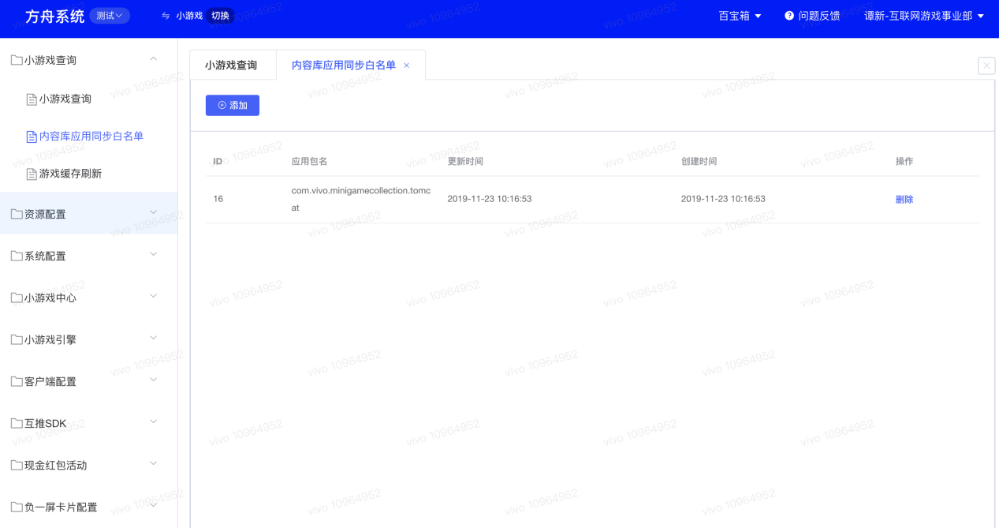 方舟系统 测试 小游戏 切换 百宝箱 问题反馈 谭新-互联网游戏事业部
小游戏查询
小游戏查询
内容库应用同步白名单
游戏缓存刷新
资源配置
系统配置
小游戏中心
小游戏引擎
客户端配置
互推SDK
现金红包活动
负一屏卡片配置
小游戏查询 内容库应用同步白名单 ×
添加
ID 应用包名 更新时间 创建时间 操作
16 com.vivo.minigamecollection.tomc 2019-11-23 10:16:53 2019-11-23 10:16:53 删除
at
vivo 10964952